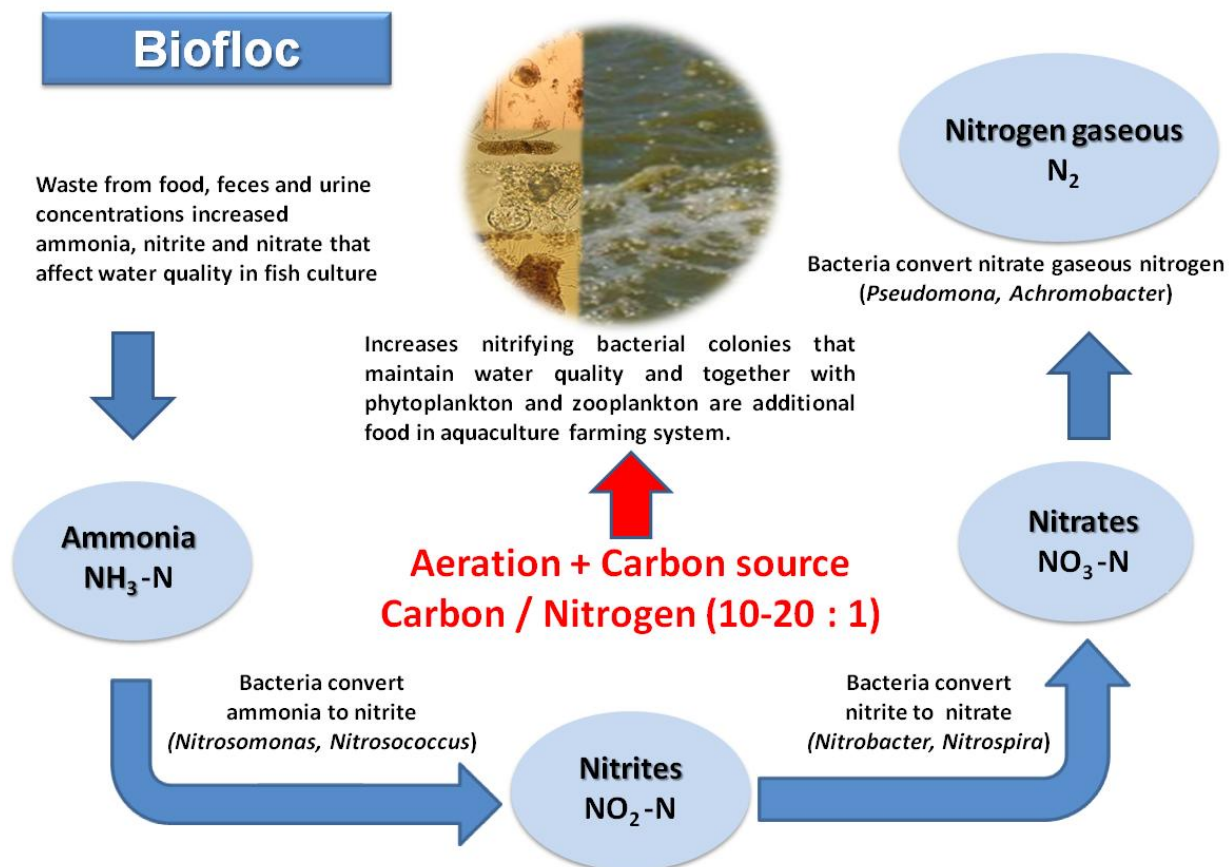 Biofloc
Waste from food, feces and urine
concentrations increased
ammonia, nitrite and nitrate that
affect water quality in fish culture
Ammonia
NH₃-N
Bacteria convert
ammonia to nitrite
(Nitrosomonas, Nitrosococcus)
Nitrites
NO₂-N
Bacteria convert
nitrite to nitrate
(Nitrobacter, Nitrospira)
Nitrates
NO₃-N
Bacteria convert nitrate gaseous nitrogen
(Pseudomona, Achromobacter)
Nitrogen gaseous
N₂
Increases nitrifying bacterial colonies that
maintain water quality and together with
phytoplankton and zooplankton are additional
food in aquaculture farming system.
Aeration + Carbon source
Carbon / Nitrogen (10-20 : 1)